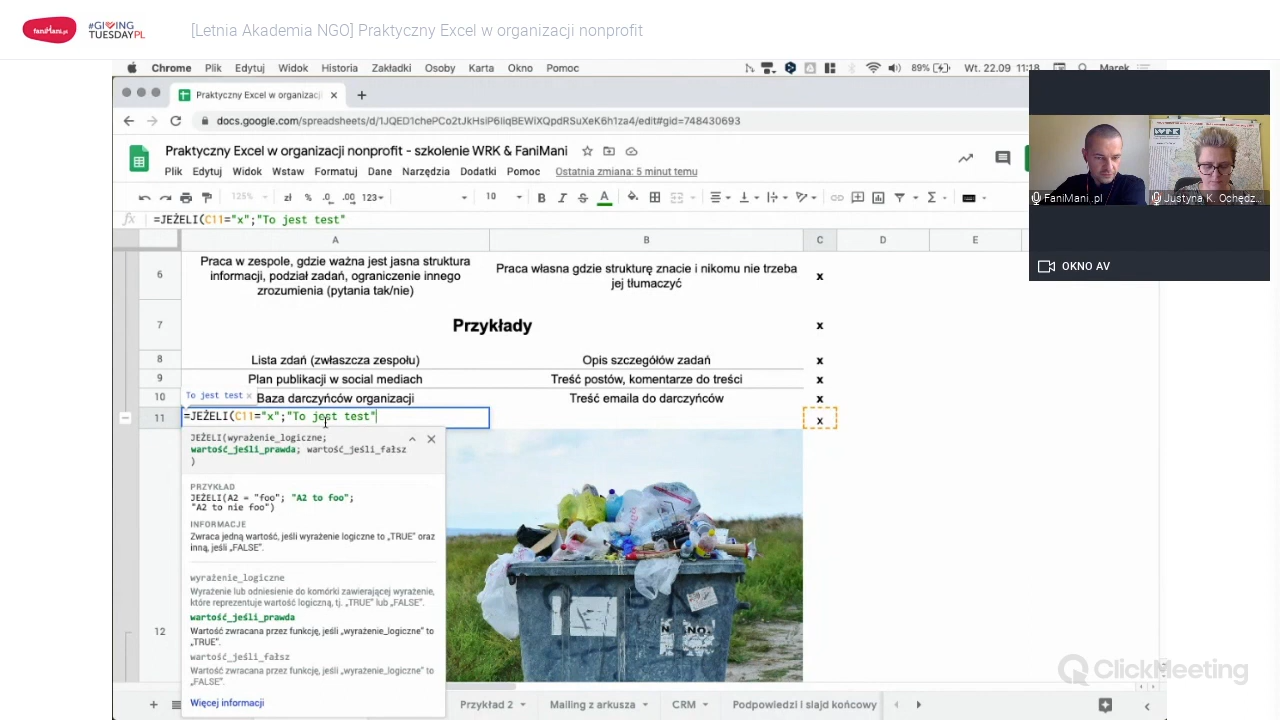 faniMani.pl
#GIVING
TUESDAYPL
[Letnia Akademia NGO] Praktyczny Excel w organizacji nonprofit
Chrome Plik Edytuj Widok Historia Zakładki Osoby Karta Okno Pomoc
89% Wt. 22.09 11:18 Marek
Praktyczny Excel w organizacj
docs.google.com/spreadsheets/d/1JQED1chePCo2tJkHsIP6IlqBEWiXQpdRSuXeK6h1za4/edit#gid=748430693
Praktyczny Excel w organizacji nonprofit - szkolenie WRK & FaniMani
Plik Edytuj Widok Wstaw Formatuj Dane Narzędzia Dodatki Pomoc Ostatnia zmiana: 5 minut temu
125% zł % .0 .00 123 10 B I S A
fx =JEŻELI(C11="x";"To jest test"
A B C D E
6 Praca w zespole, gdzie ważna jest jasna struktura
informacji, podział zadań, ograniczenie innego
zrozumienia (pytania tak/nie)
Praca własna gdzie strukturę znacie i nikomu nie trzeba
jej tłumaczyć
x
7 Przykłady x
8 Lista zdań (zwłaszcza zespołu) Opis szczegółów zadań x
9 Plan publikacji w social mediach Treść postów, komentarze do treści x
To jest test ×
10 Baza darczyńców organizacji Treść emaila do darczyńców x
11 =JEŻELI(C11="x";"To jest test" x
JEŻELI(wyrażenie_logiczne;
wartość_jeśli_prawda; wartość_jeśli_fałsz
)
PRZYKŁAD
JEŻELI(A2 = "foo"; "A2 to foo";
"A2 to nie foo")
INFORMACJE
Zwraca jedną wartość, jeśli wyrażenie logiczne to „TRUE" oraz
inną, jeśli „FALSE".
wyrażenie_logiczne
Wyrażenie lub odniesienie do komórki zawierającej wyrażenie,
które reprezentuje wartość logiczną, tj. „TRUE" lub „FALSE".
wartość_jeśli_prawda
Wartość zwracana przez funkcję, jeśli „wyrażenie_logiczne" to
„TRUE".
wartość_jeśli_fałsz
Wartość zwracana przez funkcję, jeśli „wyrażenie_logiczne" to
„FALSE".
Więcej informacji
12
Przykład 2 Mailing z arkusza CRM Podpowiedzi i slajd końcowy
WRK
FaniMani .pl
Justyna K. Ochędz...
OKNO AV
ClickMeeting